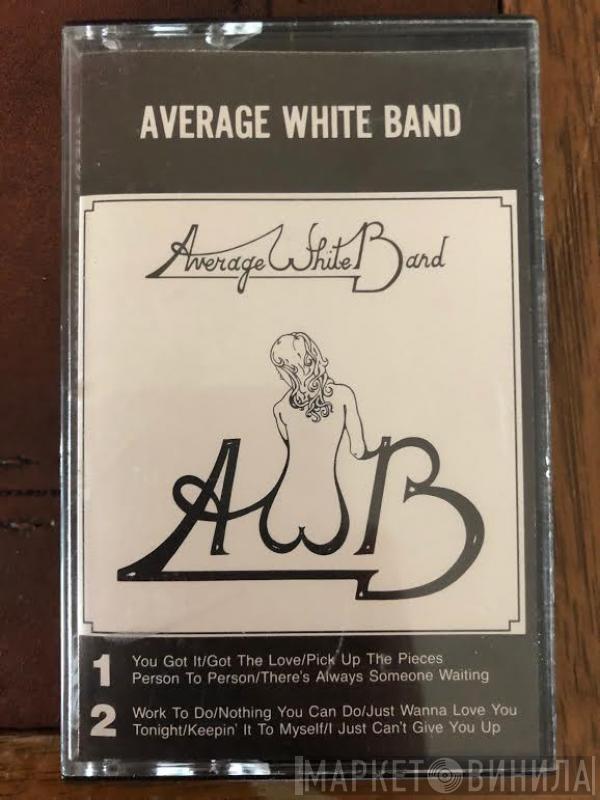 AVERAGE WHITE BAND
Average White Band
AWB
1 You Got It/Got The Love/Pick Up The Pieces
Person To Person/There's Always Someone Waiting
2 Work To Do/Nothing You Can Do/Just Wanna Love You
Tonight/Keepin' It To Myself/I Just Can't Give You Up
МАРКЕТ ВИНИЛА